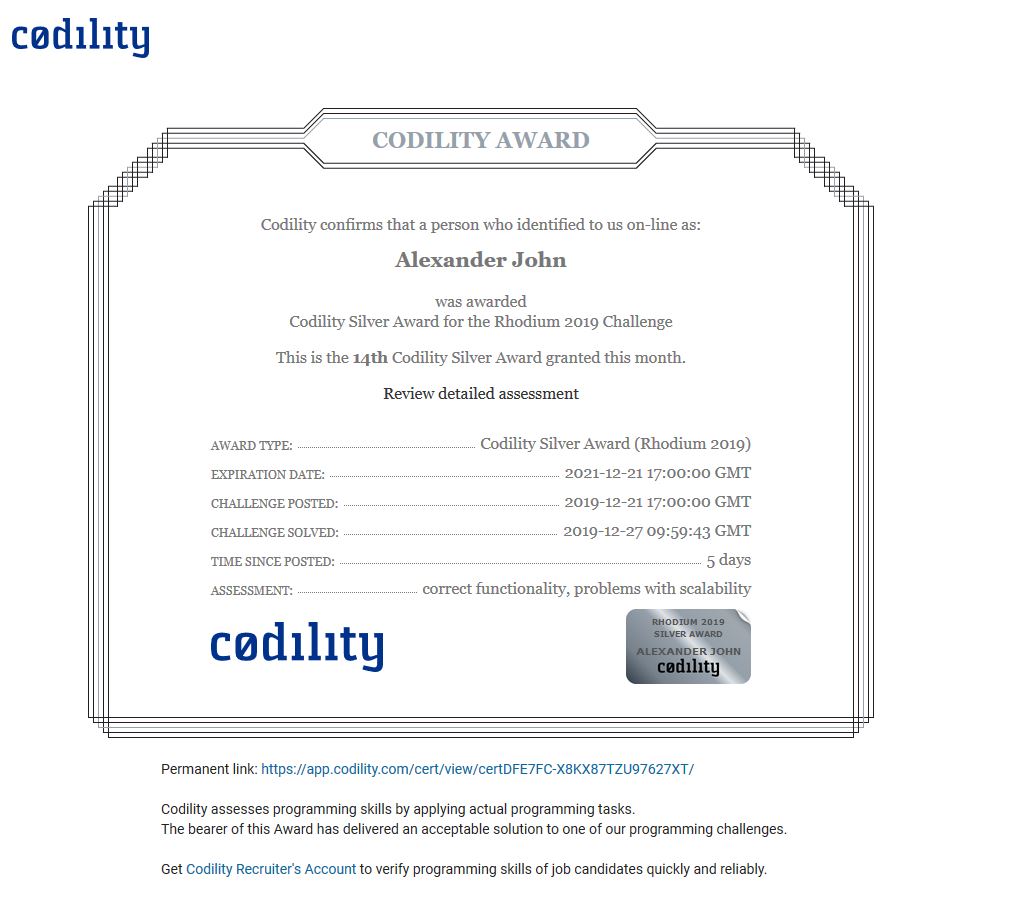 cødılıty
CODILITY AWARD
Codility confirms that a person who identified to us on-line as:
Alexander John
was awarded
Codility Silver Award for the Rhodium 2019 Challenge
This is the 14th Codility Silver Award granted this month.
Review detailed assessment
AWARD TYPE: Codility Silver Award (Rhodium 2019)
EXPIRATION DATE: 2021-12-21 17:00:00 GMT
CHALLENGE POSTED: 2019-12-21 17:00:00 GMT
CHALLENGE SOLVED: 2019-12-27 09:59:43 GMT
TIME SINCE POSTED: 5 days
ASSESSMENT: correct functionality, problems with scalability
cødılıty
RHODIUM 2019
SILVER AWARD
ALEXANDER JOHN
cødılıty
Permanent link: https://app.codility.com/cert/view/certDFE7FC-X8KX87TZU97627XT/
Codility assesses programming skills by applying actual programming tasks.
The bearer of this Award has delivered an acceptable solution to one of our programming challenges.
Get Codility Recruiter's Account to verify programming skills of job candidates quickly and reliably.